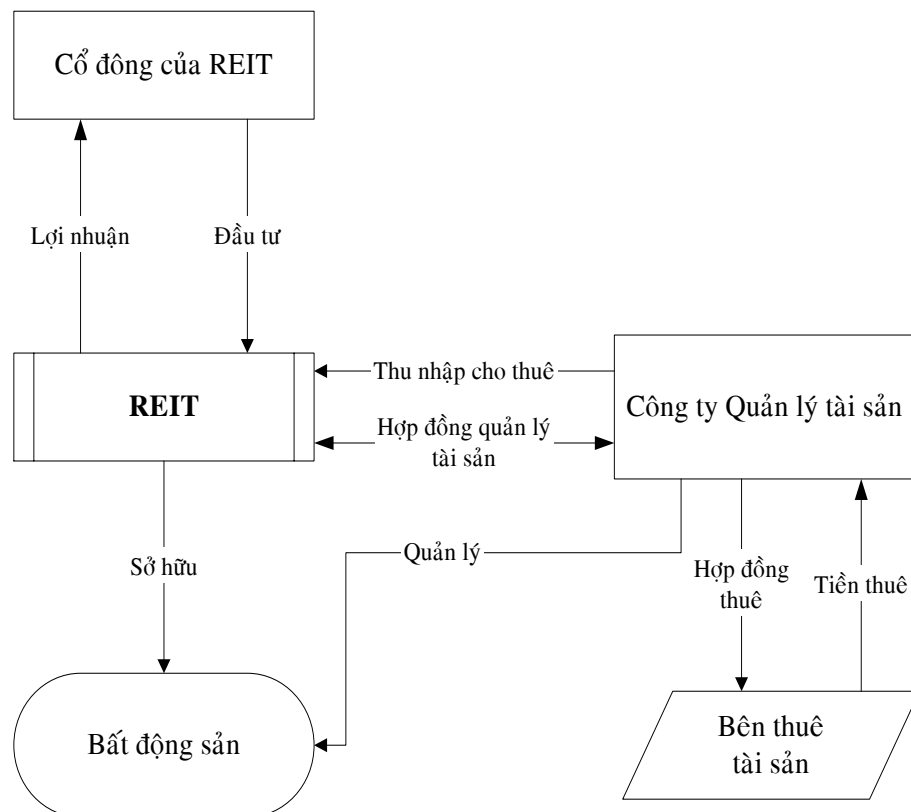 Cổ đông của REIT
Lợi nhuận
Đầu tư
REIT
Thu nhập cho thuê
Hợp đồng quản lý
tài sản
Công ty Quản lý tài sản
Sở hữu
Quản lý
Hợp đồng
thuê
Tiền thuê
Bất động sản
Bên thuê
tài sản